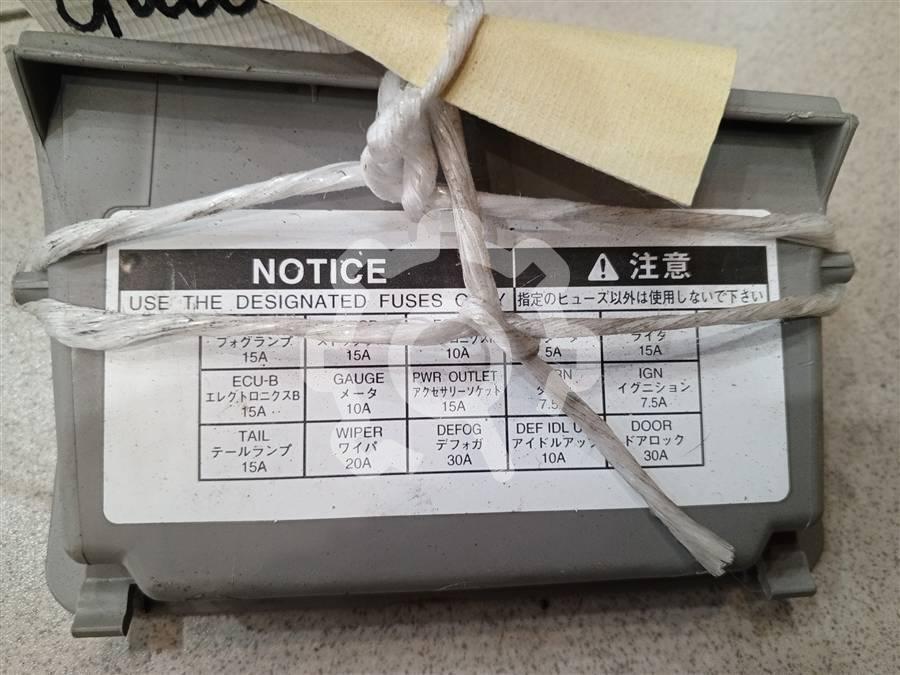 NOTICE
⚠ 注意
USE THE DESIGNATED FUSES
指定のヒューズ以外は使用しないで下さい
フォグランプ
15A
15A
10A
5A
ライタ
15A
ECU-B
エレクトロニクスB
15A
GAUGE
メータ
10A
PWR OUTLET
アクセサリーソケット
15A
7.5
IGN
イグニション
7.5A
TAIL
テールランプ
15A
WIPER
ワイパ
20A
DEFOG
デフォガ
30A
DEF IDL
アイドルアップ
10A
DOOR
ドアロック
30A